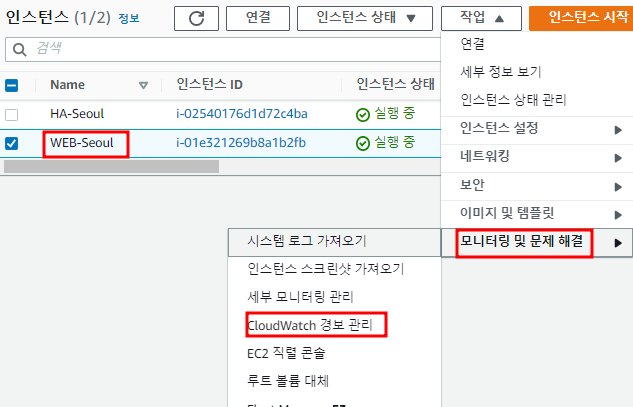 인스턴스 (1/2) 정보 연결 인스턴스 상태 작업 인스턴스 시작
검색
Name 인스턴스 ID 인스턴스 상태
HA-Seoul i-02540176d1d72c4ba 실행 중
WEB-Seoul i-01e321269b8a1b2fb 실행 중
연결
세부 정보 보기
인스턴스 상태 관리
인스턴스 설정
네트워킹
보안
이미지 및 템플릿
모니터링 및 문제 해결
시스템 로그 가져오기
인스턴스 스크린샷 가져오기
세부 모니터링 관리
CloudWatch 경보 관리
EC2 직렬 콘솔
루트 볼륨 대체